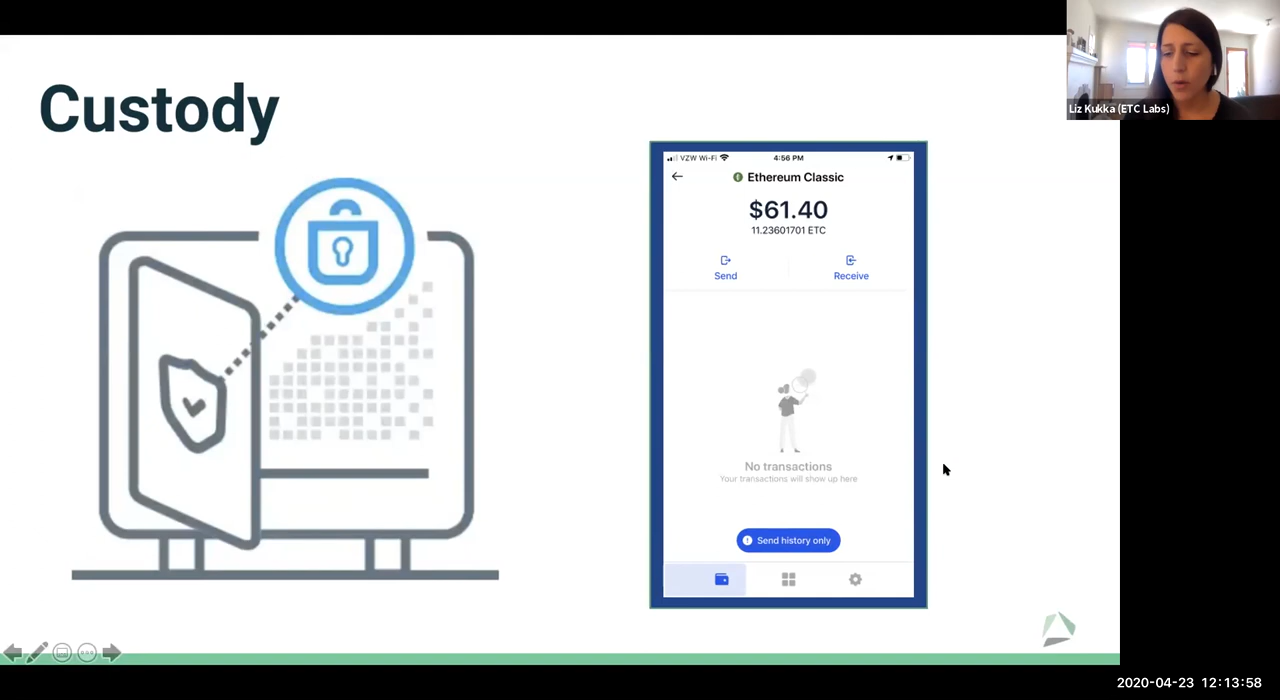 Custody
Liz Kukka (ETC Labs)
VZW Wi-Fi
4:56 PM
Ethereum Classic
$61.40
11.23601701 ETC
Send
Receive
No transactions
Your transactions will show up here
Send history only
2020-04-23 12:13:58